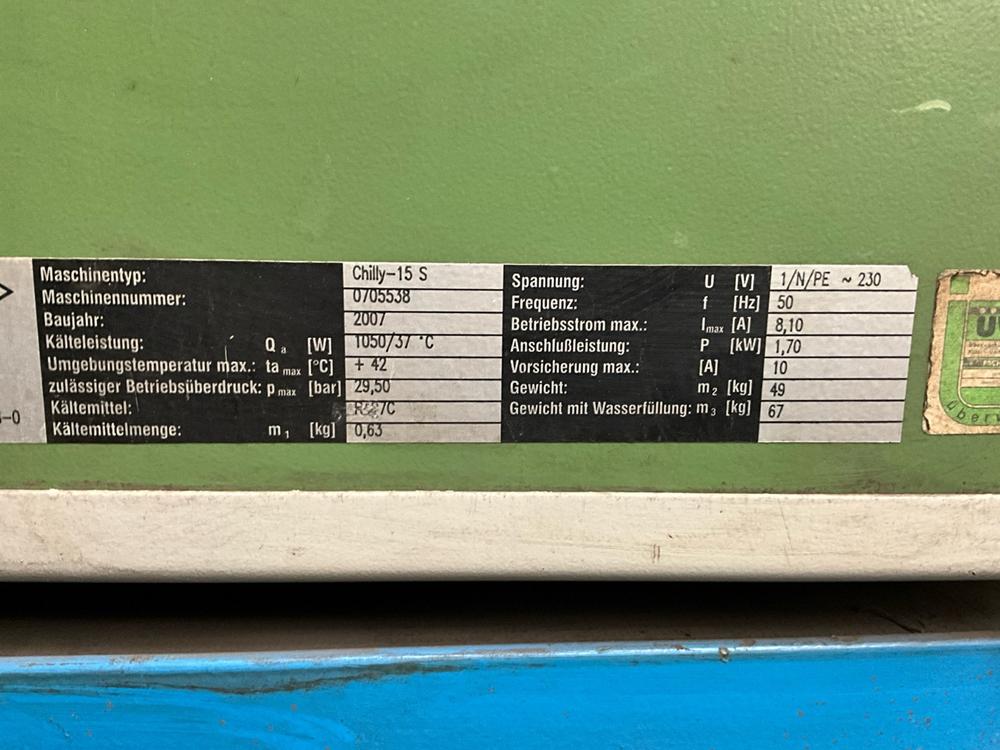 Maschinentyp: Chilly-15 S
Maschinennummer: 0705538
Baujahr: 2007
Kälteleistung: Q a [W] 1050/37 °C
Umgebungstemperatur max.: ta max [°C] + 42
zulässiger Betriebsüberdruck: p max [bar] 29,50
Kältemittel:
Kältemittelmenge: m 1 [kg] 0,63
Spannung: U [V] 1/N/PE ~ 230
Frequenz: f [Hz] 50
Betriebsstrom max.: I max [A] 8,10
Anschlußleistung: P [kW] 1,70
Vorsicherung max.: [A] 10
Gewicht: m 2 [kg] 49
Gewicht mit Wasserfüllung: m 3 [kg] 67